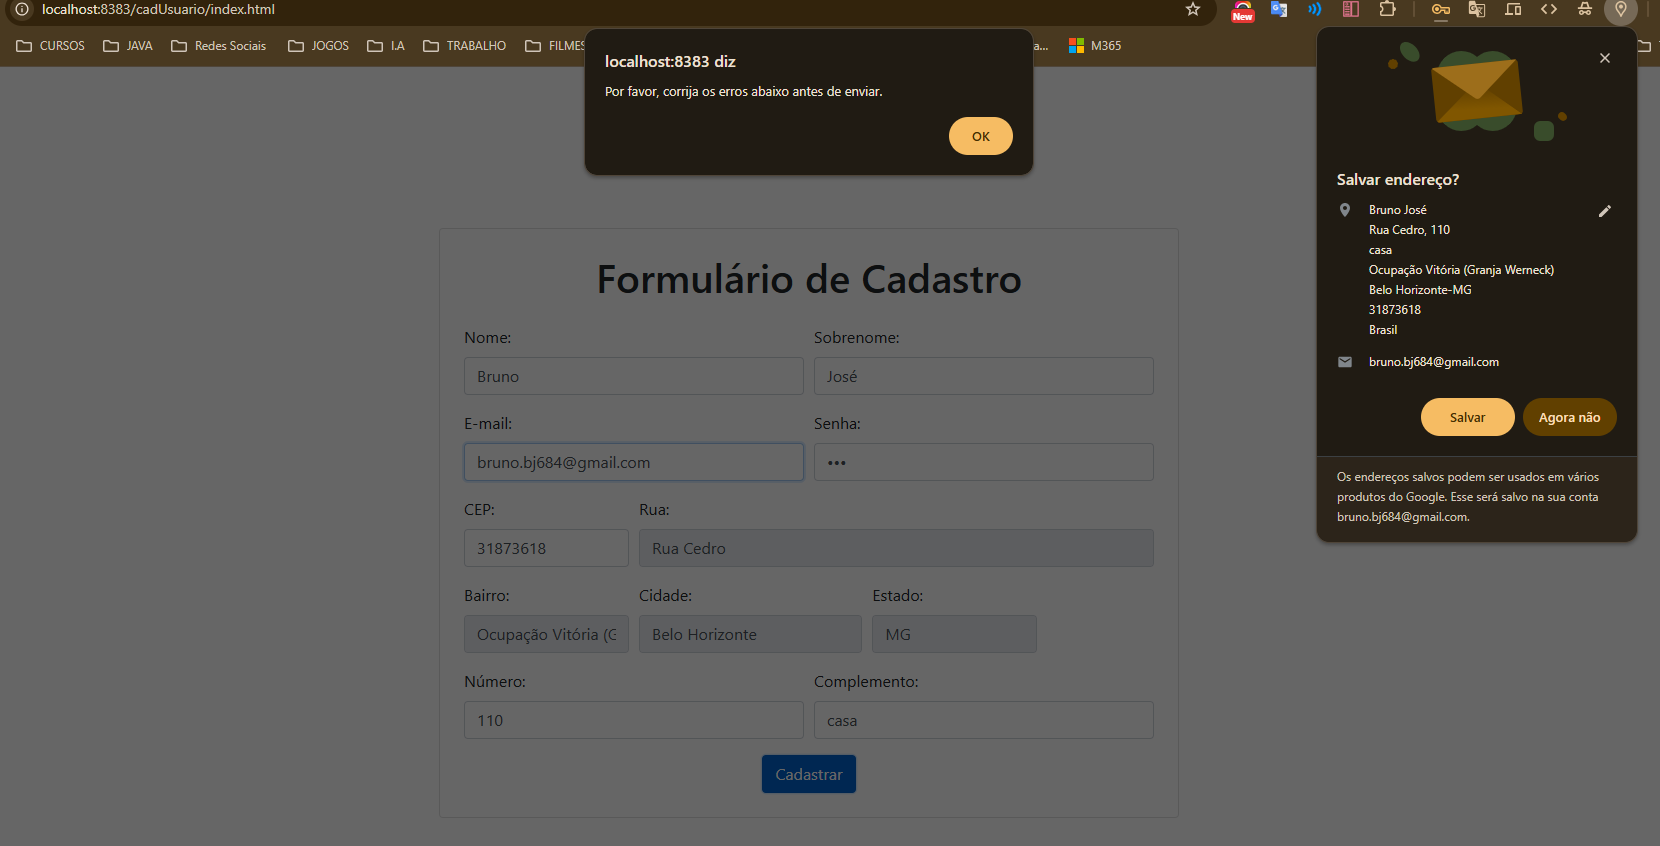 localhost:8383/cadUsuario/index.html
New
CURSOS
JAVA
Redes Sociais
JOGOS
I.A
TRABALHO
FILMES
a...
M365
localhost:8383 diz
Por favor, corrija os erros abaixo antes de enviar.
OK
Salvar endereço?
Bruno José
Rua Cedro, 110
casa
Ocupação Vitória (Granja Werneck)
Belo Horizonte-MG
31873618
Brasil
bruno.bj684@gmail.com
Salvar
Agora não
Os endereços salvos podem ser usados em vários
produtos do Google. Esse será salvo na sua conta
bruno.bj684@gmail.com.
Formulário de Cadastro
Nome:
Sobrenome:
Bruno
José
E-mail:
Senha:
bruno.bj684@gmail.com
•••
CEP:
Rua:
31873618
Rua Cedro
Bairro:
Cidade:
Estado:
Ocupação Vitória (G
Belo Horizonte
MG
Número:
Complemento:
110
casa
Cadastrar